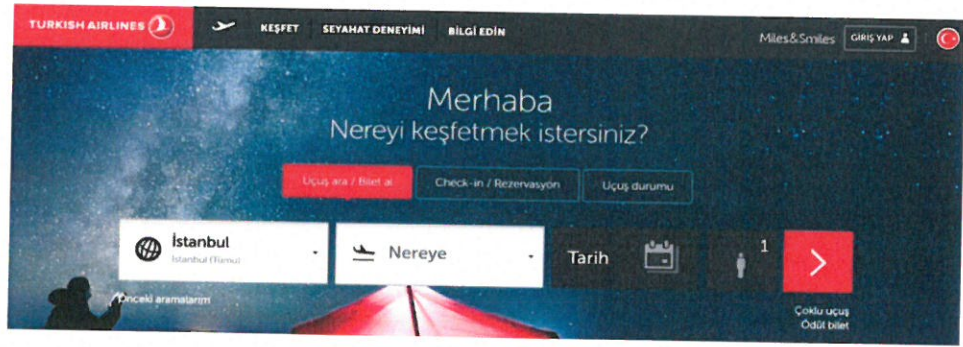 TURKISH AIRLINES
KEŞFET SEYAHAT DENEYİMİ BİLGİ EDİN
Miles&Smiles GİRİŞ YAP
Merhaba
Nereyi keşfetmek istersiniz?
Uçuş ara / Bilet al Check-in / Rezervasyon Uçuş durumu
İstanbul
İstanbul (Tümü)
Nereye
Tarih
1
Önceki aramalarım
Çoklu uçuş
Ödül bilet